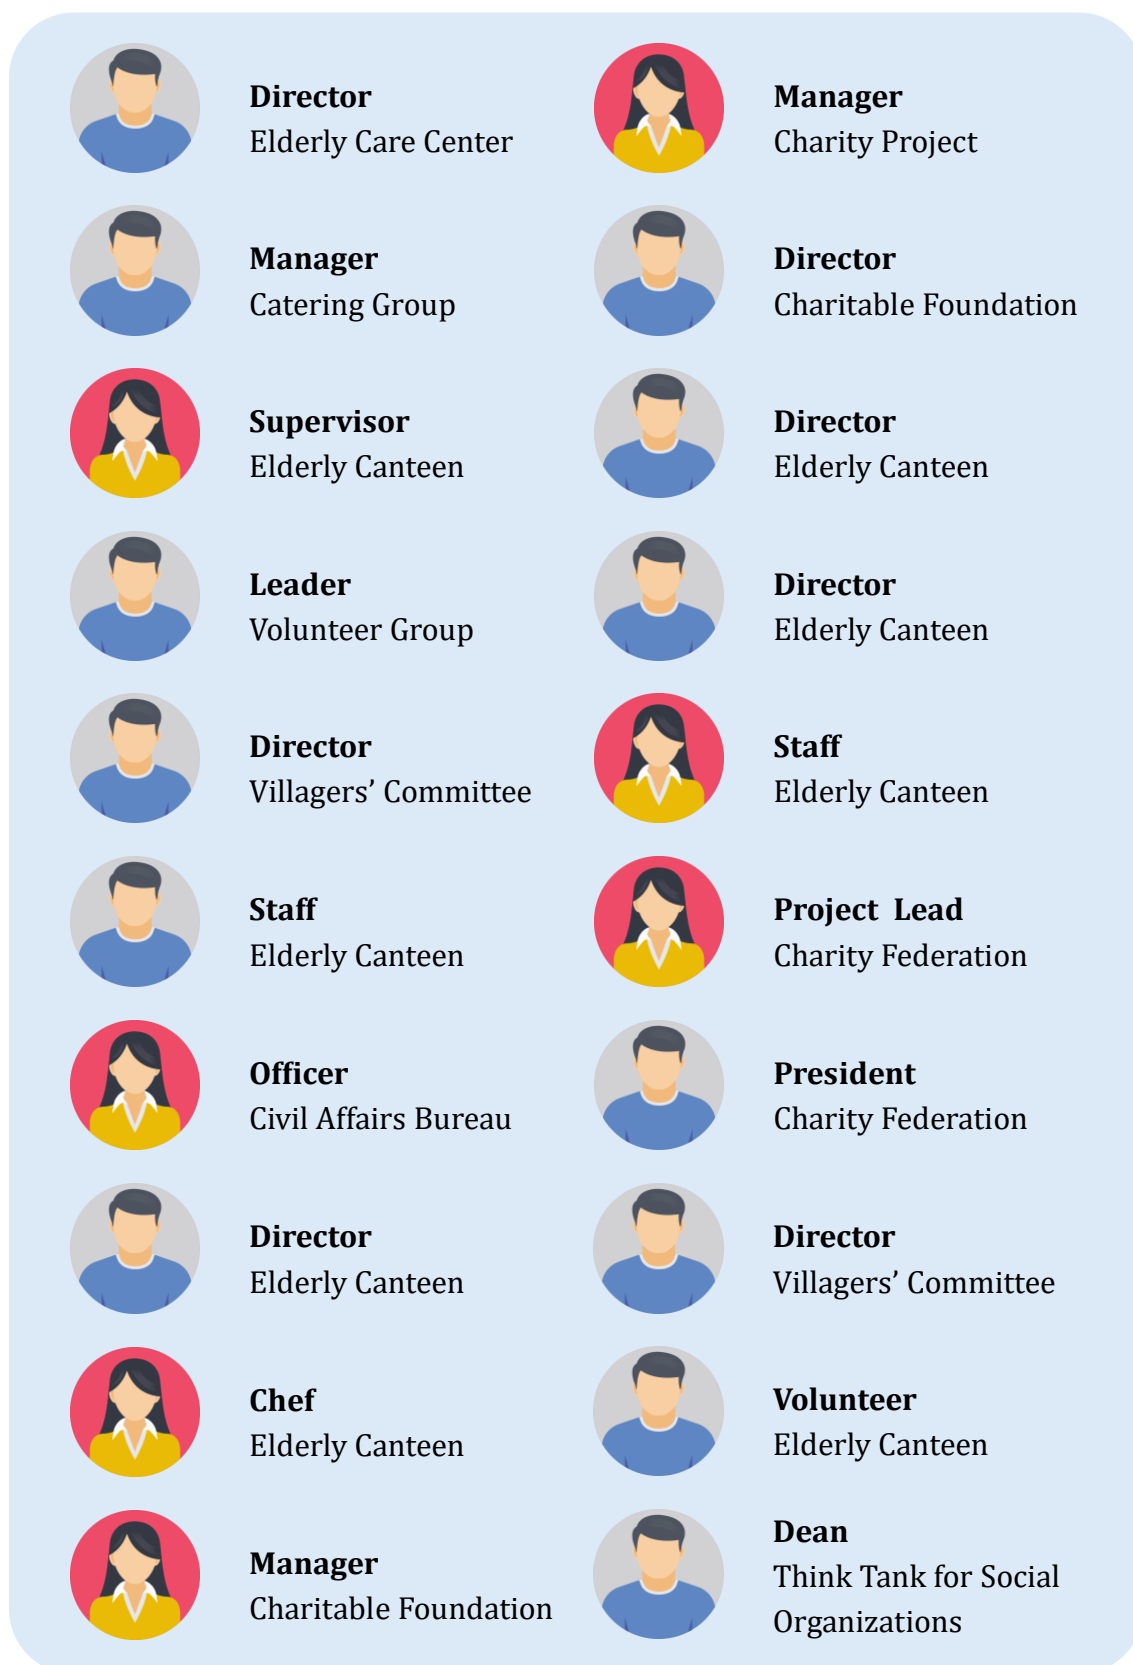 Director
Elderly Care Center
Manager
Charity Project
Manager
Catering Group
Director
Charitable Foundation
Supervisor
Elderly Canteen
Director
Elderly Canteen
Leader
Volunteer Group
Director
Elderly Canteen
Director
Villagers’ Committee
Staff
Elderly Canteen
Staff
Elderly Canteen
Project Lead
Charity Federation
Officer
Civil Affairs Bureau
President
Charity Federation
Director
Elderly Canteen
Director
Villagers’ Committee
Chef
Elderly Canteen
Volunteer
Elderly Canteen
Manager
Charitable Foundation
Dean
Think Tank for Social
Organizations